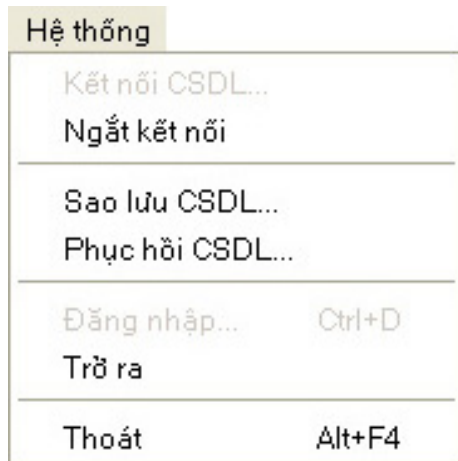 Hệ thống
Kết nối CSDL...
Ngắt kết nối
Sao lưu CSDL...
Phục hồi CSDL...
Đăng nhập... Ctrl+D
Trở ra
Thoát Alt+F4